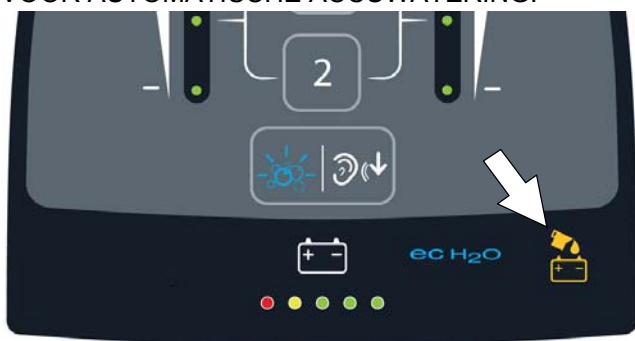 VOOR AUTOMATISCHE ACCUWATERING.
2
– –
+ – ec H₂O + –